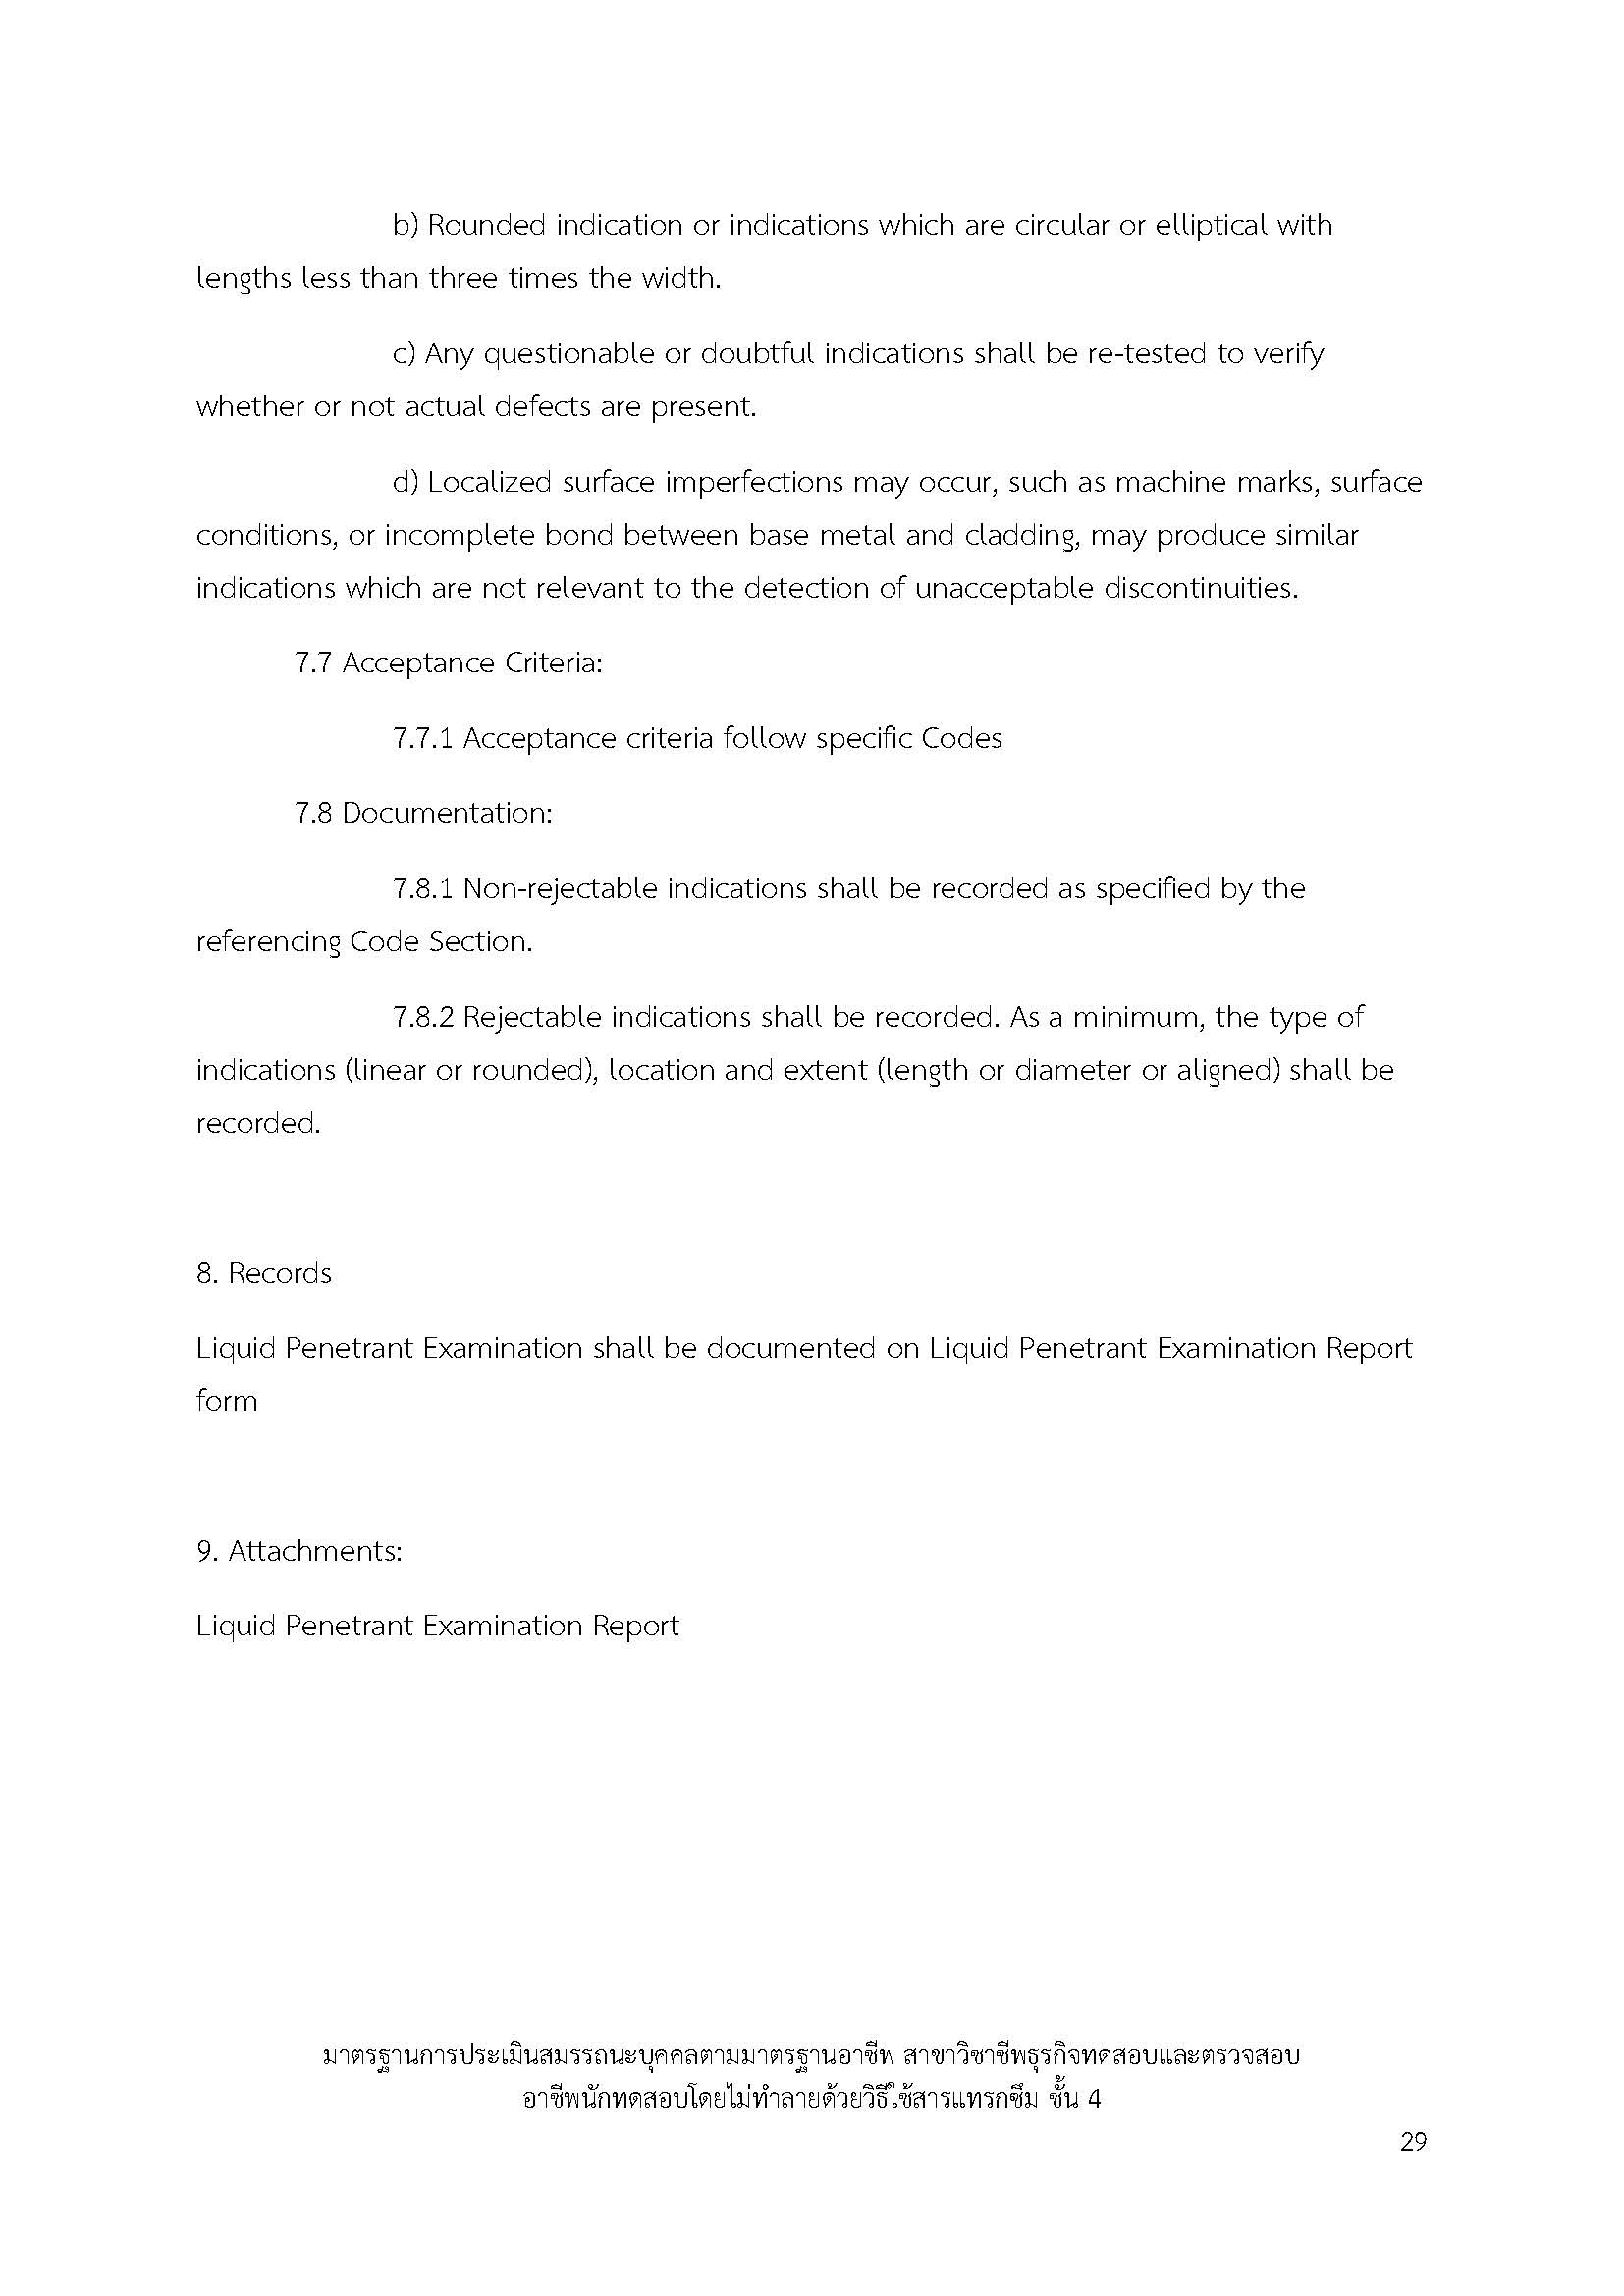 b) Rounded indication or indications which are circular or elliptical with
lengths less than three times the width.
c) Any questionable or doubtful indications shall be re-tested to verify
whether or not actual defects are present.
d) Localized surface imperfections may occur, such as machine marks, surface
conditions, or incomplete bond between base metal and cladding, may produce similar
indications which are not relevant to the detection of unacceptable discontinuities.
7.7 Acceptance Criteria:
7.7.1 Acceptance criteria follow specific Codes
7.8 Documentation:
7.8.1 Non-rejectable indications shall be recorded as specified by the
referencing Code Section.
7.8.2 Rejectable indications shall be recorded. As a minimum, the type of
indications (linear or rounded), location and extent (length or diameter or aligned) shall be
recorded.
8. Records
Liquid Penetrant Examination shall be documented on Liquid Penetrant Examination Report
form
9. Attachments:
Liquid Penetrant Examination Report
มาตรฐานการประเมินสมรรถนะบุคคลตามมาตรฐานอาชีพ สาขาวิชาชีพธุรกิจทดสอบและตรวจสอบ
อาชีพนักทดสอบโดยไม่ทำลายด้วยวิธีใช้สารแทรกซึม ชั้น 4
29